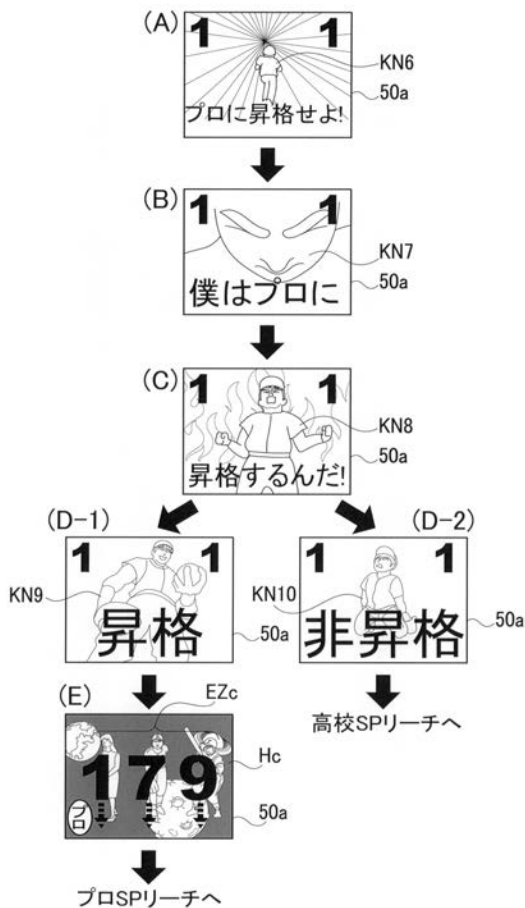 (A)
1 1
KN6
50a
プロに昇格せよ!
(B)
1 1
KN7
50a
僕はプロに
(C)
1 1
KN8
50a
昇格するんだ!
(D-1)
1 1
KN9
50a
昇格
(D-2)
1 1
KN10
50a
非昇格
高校SPリーチへ
(E)
EZc
Hc
1 7 9
50a
プロ
プロSPリーチへ